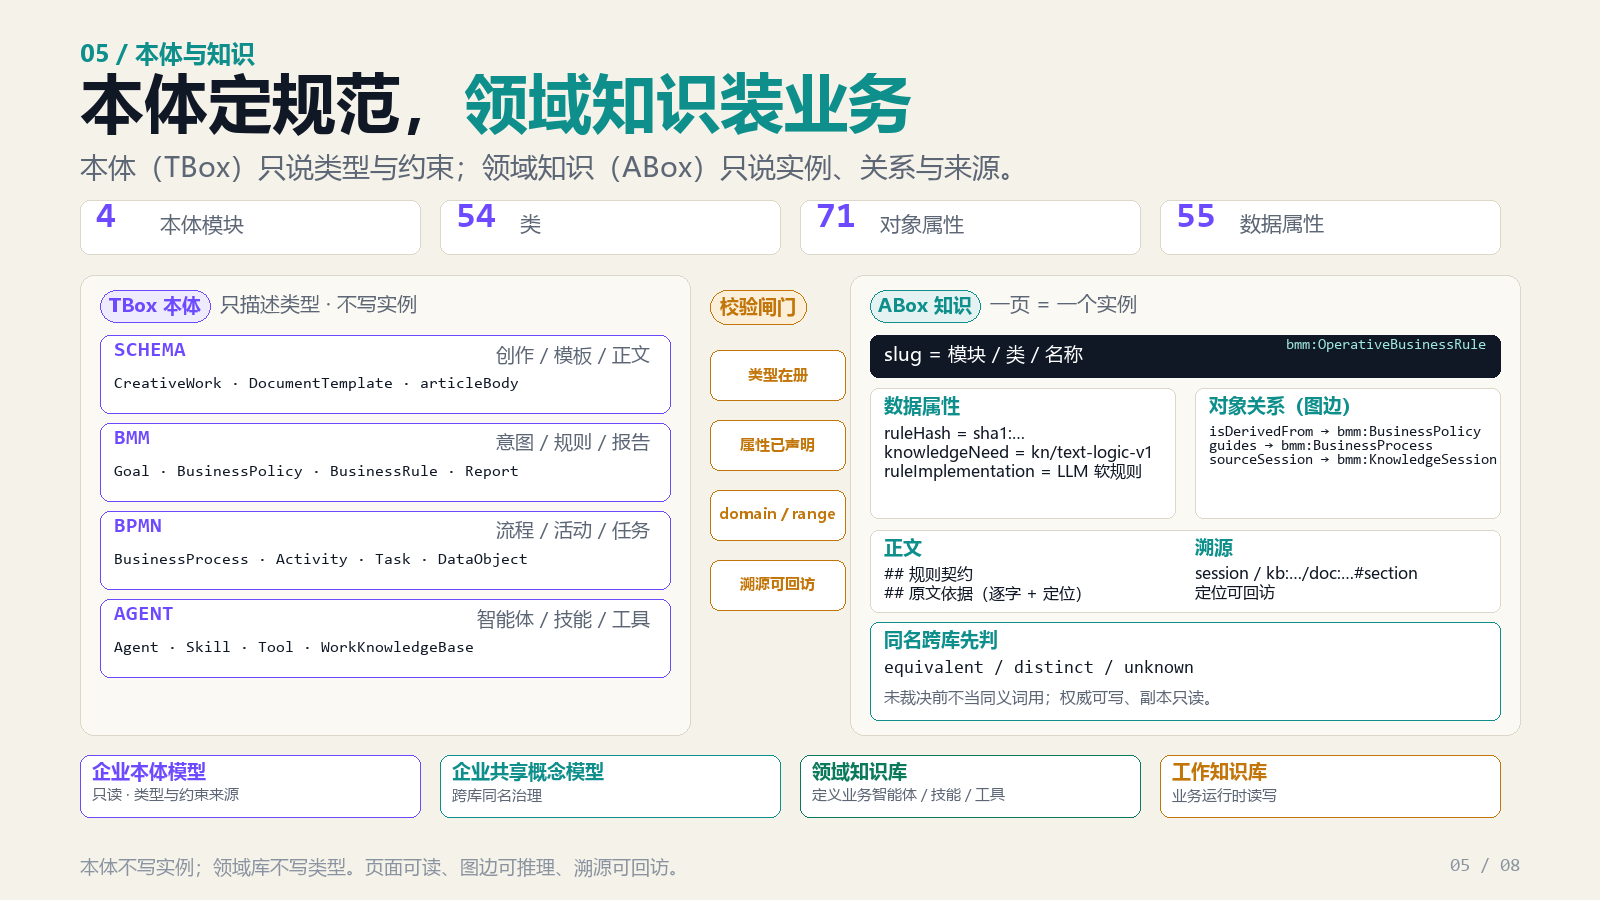 05 / 本体与知识
本体定规范，领域知识装业务
本体（TBox）只说类型与约束；领域知识（ABox）只说实例、关系与来源。
4 本体模块
54 类
71 对象属性
55 数据属性
TBox 本体 只描述类型 · 不写实例
SCHEMA 创作 / 模板 / 正文
CreativeWork · DocumentTemplate · articleBody
BMM 意图 / 规则 / 报告
Goal · BusinessPolicy · BusinessRule · Report
BPMN 流程 / 活动 / 任务
BusinessProcess · Activity · Task · DataObject
AGENT 智能体 / 技能 / 工具
Agent · Skill · Tool · WorkKnowledgeBase
校验闸门
类型在册
属性已声明
domain / range
溯源可回访
ABox 知识 一页 = 一个实例
slug = 模块 / 类 / 名称 bmm:OperativeBusinessRule
数据属性
ruleHash = sha1:…
knowledgeNeed = kn/text-logic-v1
ruleImplementation = LLM 软规则
对象关系（图边）
isDerivedFrom → bmm:BusinessPolicy
guides → bmm:BusinessProcess
sourceSession → bmm:KnowledgeSession
正文
## 规则契约
## 原文依据（逐字 + 定位）
溯源
session / kb:…/doc:…#section
定位可回访
同名跨库先判
equivalent / distinct / unknown
未裁决前不当同义词用；权威可写、副本只读。
企业本体模型
只读 · 类型与约束来源
企业共享概念模型
跨库同名治理
领域知识库
定义业务智能体 / 技能 / 工具
工作知识库
业务运行时读写
本体不写实例；领域库不写类型。页面可读、图边可推理、溯源可回访。
05 / 08